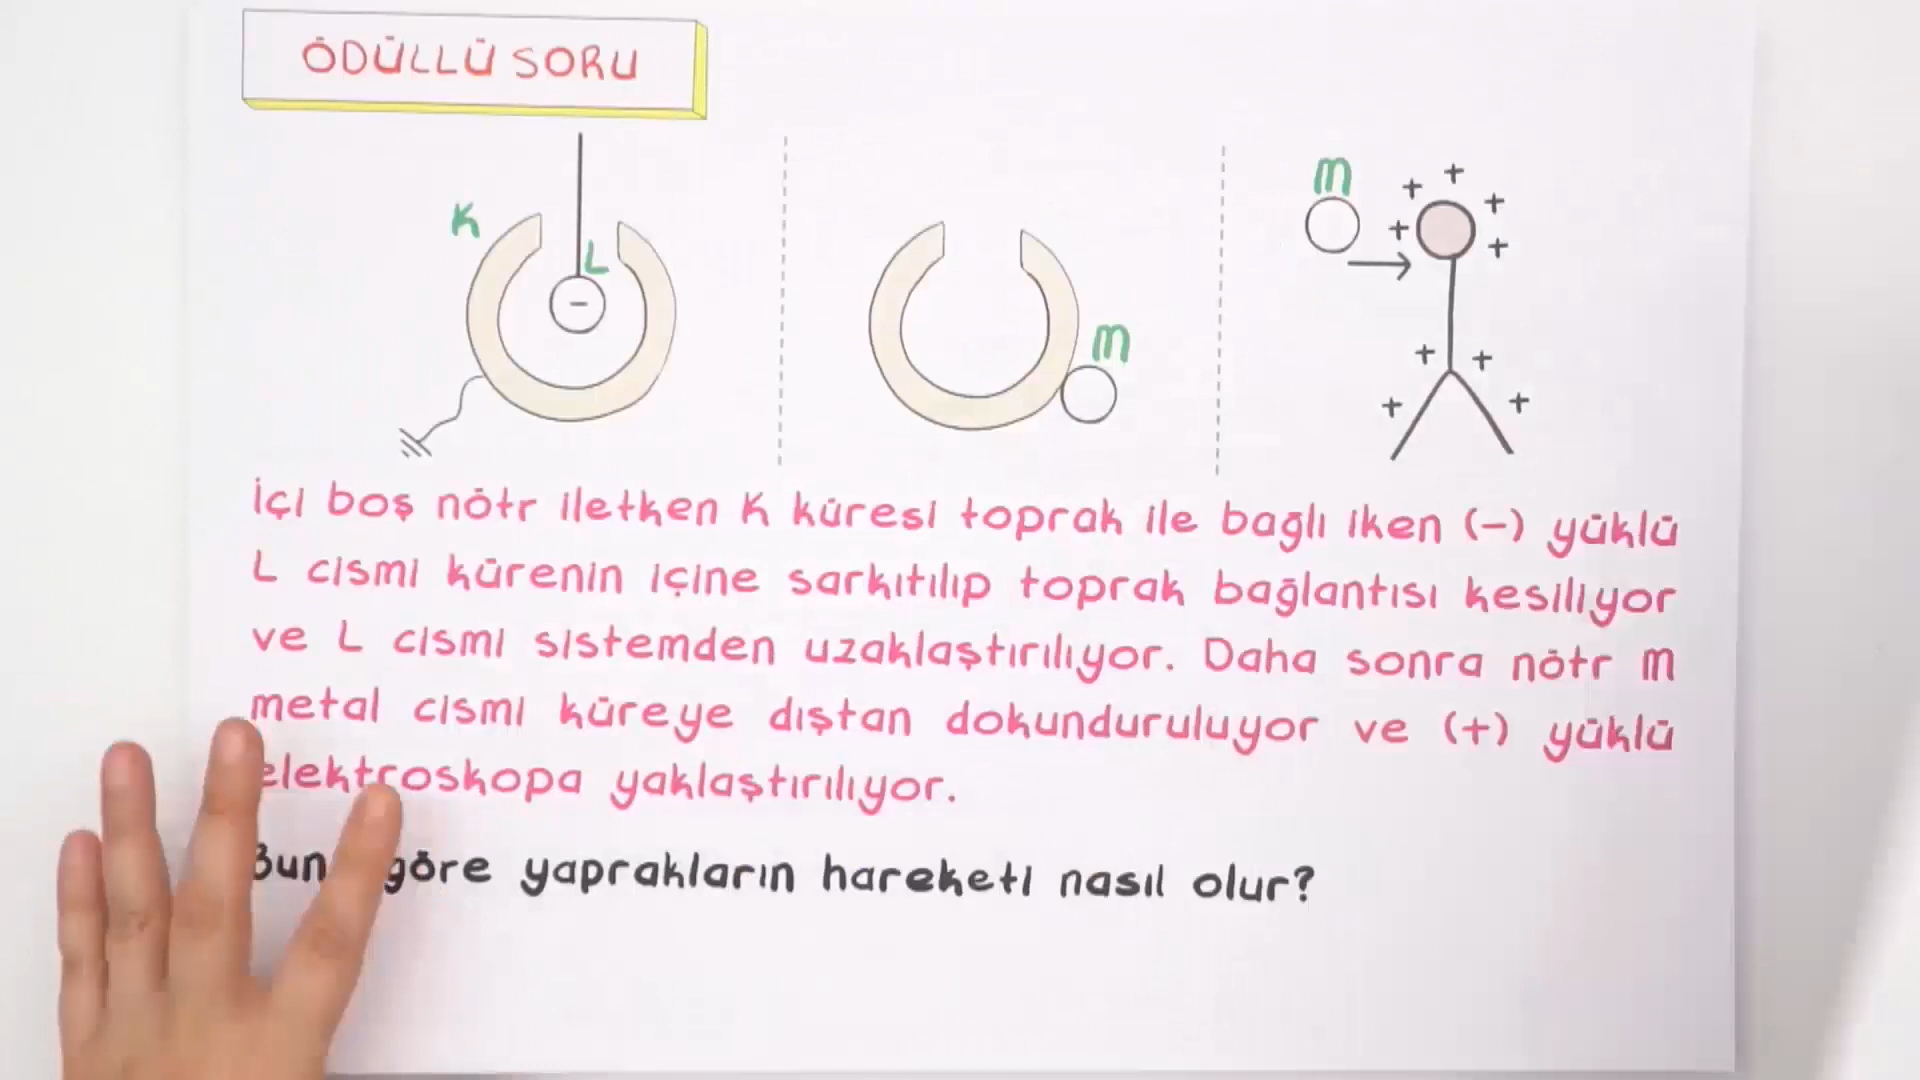 ÖDÜLLÜ SORU
K
L
-
m
m
+ + + + +
+ + + +
İçi boş nötr iletken K küresi toprak ile bağlı iken (-) yüklü
L cismi kürenin içine sarkıtılıp toprak bağlantısı kesiliyor
ve L cismi sistemden uzaklaştırılıyor. Daha sonra nötr m
metal cismi küreye dıştan dokunduruluyor ve (+) yüklü
elektroskopa yaklaştırılıyor.
göre yaprakların hareketi nasıl olur?